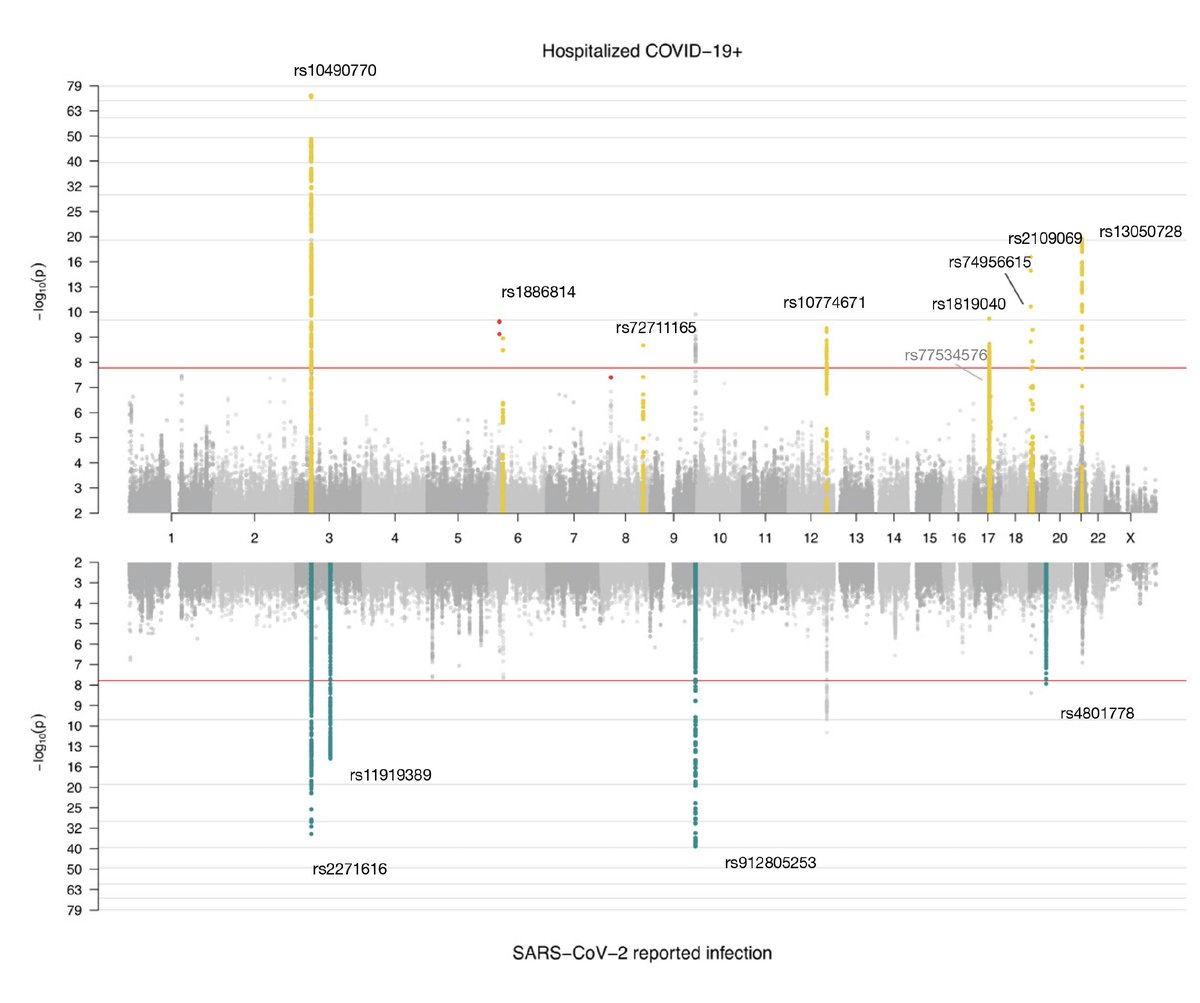 Hospitalized COVID−19+
rs10490770
79
63
50
40
32
25
20
16
13
10
9
8
7
6
5
4
3
2
−log10(p)
rs13050728
rs2109069
rs74956615
rs1886814
rs10774671
rs1819040
rs72711165
rs77534576
1 2 3 4 5 6 7 8 9 10 11 12 13 14 15 16 17 18 20 22 X
2
3
4
5
6
7
8
9
10
13
16
20
25
32
40
50
63
79
−log10(p)
rs4801778
rs11919389
rs912805253
rs2271616
SARS−CoV−2 reported infection